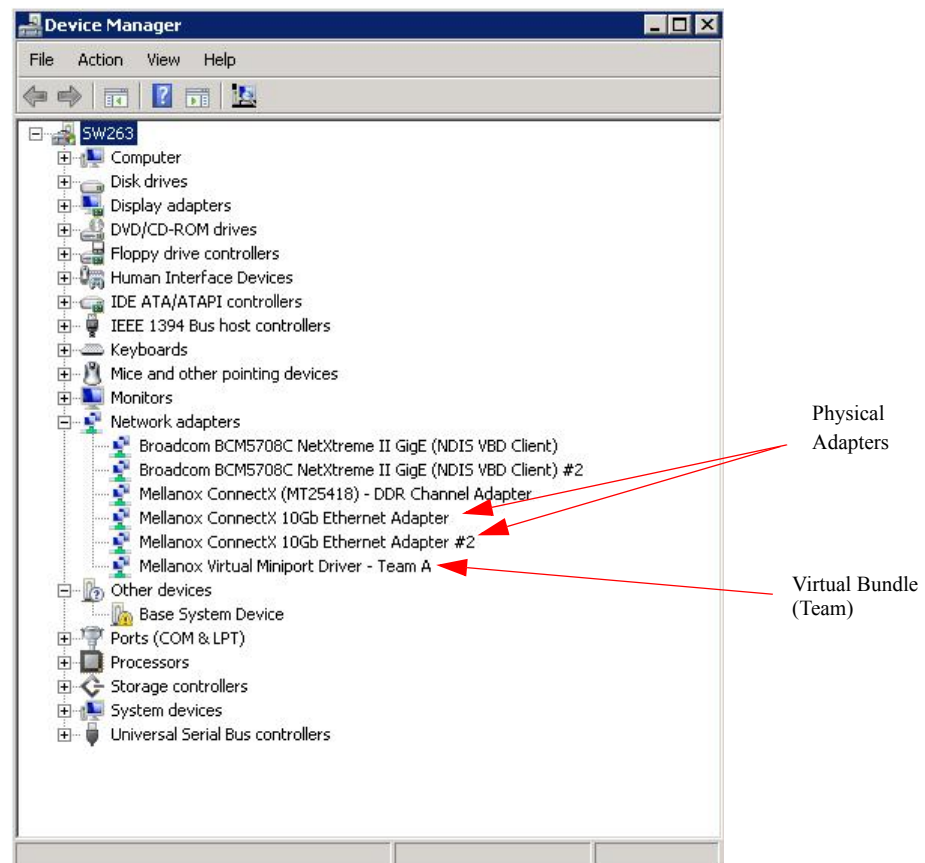 Device Manager
File Action View Help
SW263
Computer
Disk drives
Display adapters
DVD/CD-ROM drives
Floppy drive controllers
Human Interface Devices
IDE ATA/ATAPI controllers
IEEE 1394 Bus host controllers
Keyboards
Mice and other pointing devices
Monitors
Network adapters
Broadcom BCM5708C NetXtreme II GigE (NDIS VBD Client)
Broadcom BCM5708C NetXtreme II GigE (NDIS VBD Client) #2
Mellanox ConnectX (MT25418) - DDR Channel Adapter
Mellanox ConnectX 10Gb Ethernet Adapter
Mellanox ConnectX 10Gb Ethernet Adapter #2
Mellanox Virtual Miniport Driver - Team A
Other devices
Base System Device
Ports (COM & LPT)
Processors
Storage controllers
System devices
Universal Serial Bus controllers
Physical
Adapters
Virtual Bundle
(Team)